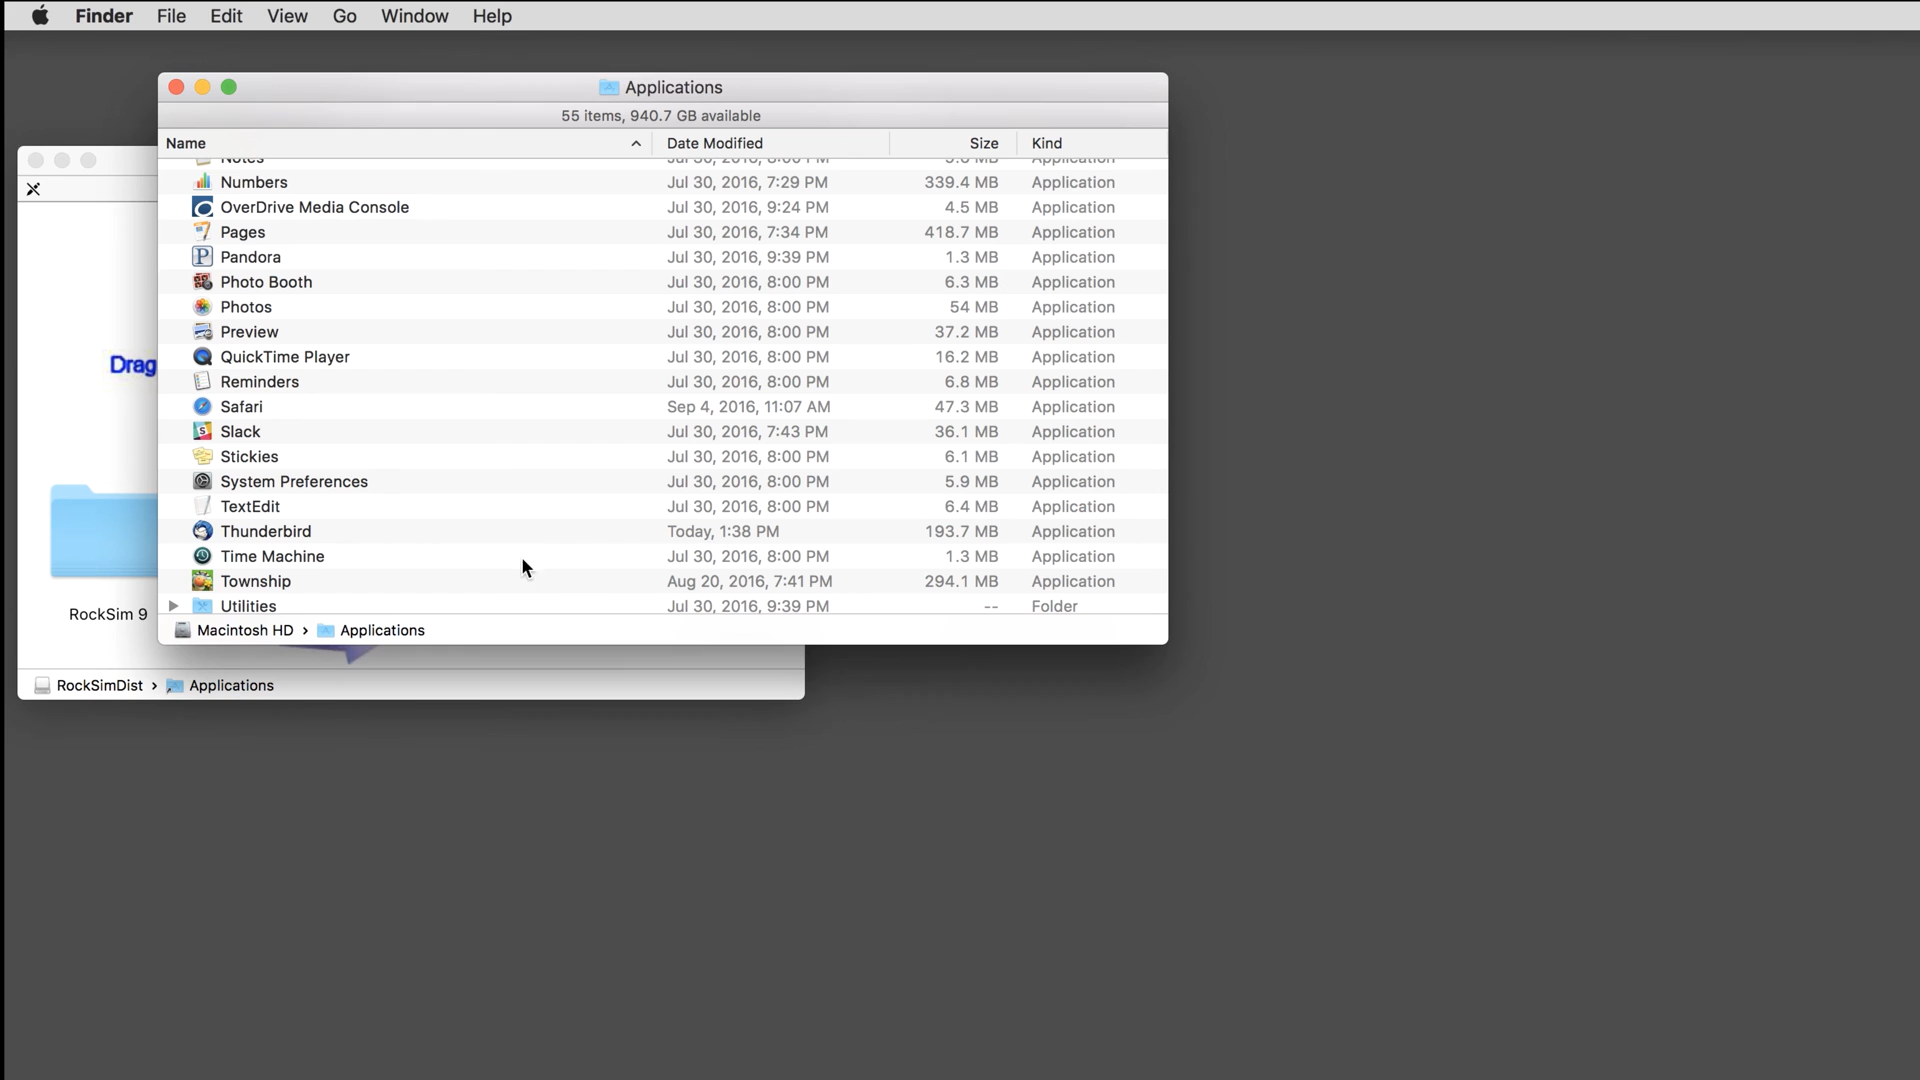 Finder File Edit View Go Window Help
Applications
55 items, 940.7 GB available
Name Date Modified Size Kind
Notes Jul 30, 2016, 8:00 PM Application
Numbers Jul 30, 2016, 7:29 PM 339.4 MB Application
OverDrive Media Console Jul 30, 2016, 9:24 PM 4.5 MB Application
Pages Jul 30, 2016, 7:34 PM 418.7 MB Application
Pandora Jul 30, 2016, 9:39 PM 1.3 MB Application
Photo Booth Jul 30, 2016, 8:00 PM 6.3 MB Application
Photos Jul 30, 2016, 8:00 PM 54 MB Application
Preview Jul 30, 2016, 8:00 PM 37.2 MB Application
QuickTime Player Jul 30, 2016, 8:00 PM 16.2 MB Application
Reminders Jul 30, 2016, 8:00 PM 6.8 MB Application
Safari Sep 4, 2016, 11:07 AM 47.3 MB Application
Slack Jul 30, 2016, 7:43 PM 36.1 MB Application
Stickies Jul 30, 2016, 8:00 PM 6.1 MB Application
System Preferences Jul 30, 2016, 8:00 PM 5.9 MB Application
TextEdit Jul 30, 2016, 8:00 PM 6.4 MB Application
Thunderbird Today, 1:38 PM 193.7 MB Application
Time Machine Jul 30, 2016, 8:00 PM 1.3 MB Application
Township Aug 20, 2016, 7:41 PM 294.1 MB Application
Utilities Jul 30, 2016, 9:39 PM -- Folder
Macintosh HD › Applications
Drag
RockSim 9
RockSimDist › Applications